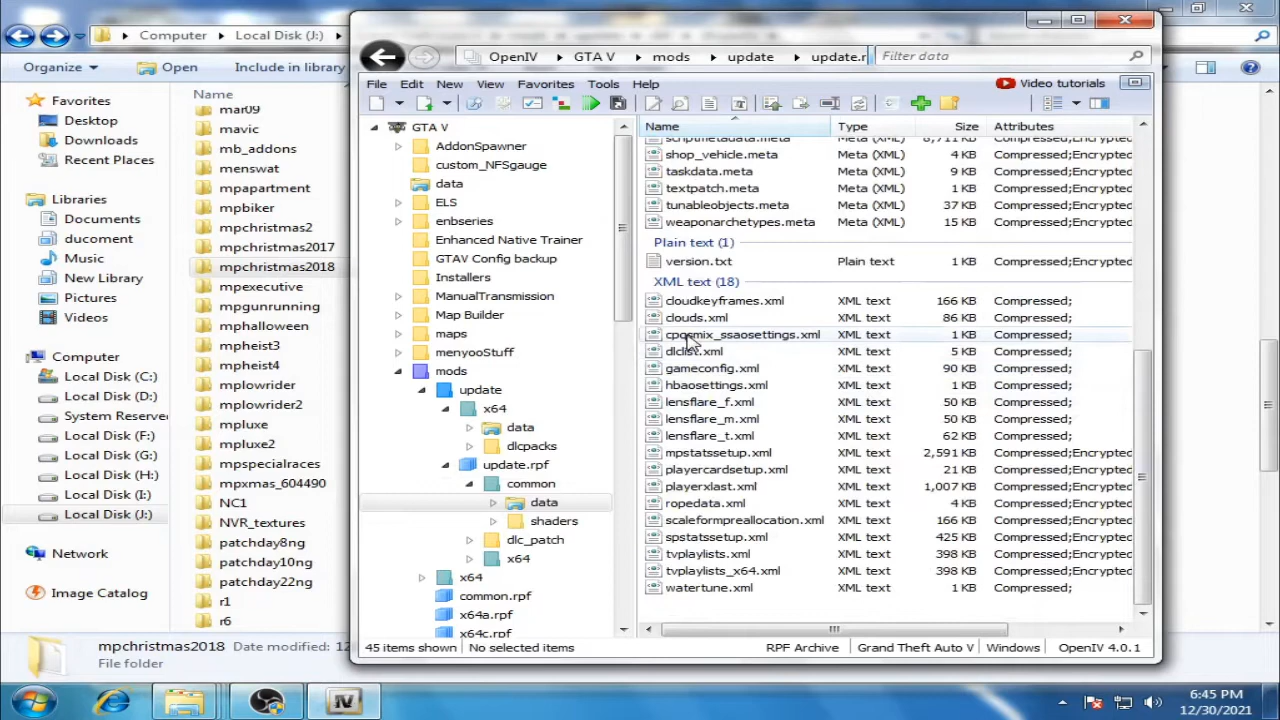 Computer
Local Disk (J:)
Organize
Open
Include in library
Favorites
Desktop
Downloads
Recent Places
Libraries
Documents
ducoment
Music
New Library
Pictures
Videos
Computer
Local Disk (C:)
Local Disk (D:)
System Reserve
Local Disk (F:)
Local Disk (G:)
Local Disk (H:)
Local Disk (I:)
Local Disk (J:)
Network
Image Catalog
Name
mar09
mavic
mb_addons
menswat
mpapartment
mpbiker
mpchristmas2
mpchristmas2017
mpchristmas2018
mpexecutive
mpgunrunning
mphalloween
mpheist3
mpheist4
mplowrider
mplowrider2
mpluxe
mpluxe2
mpspecialraces
mpxmas_604490
NC1
NVR_textures
patchday8ng
patchday10ng
patchday22ng
r1
r6
mpchristmas2018 Date modified: 12
File folder
OpenIV GTA V mods update update.r
Filter data
File Edit New View Favorites Tools Help
Video tutorials
GTA V
AddonSpawner
custom_NFSgauge
data
ELS
enbseries
Enhanced Native Trainer
GTAV Config backup
Installers
ManualTransmission
Map Builder
maps
menyooStuff
mods
update
x64
data
dlcpacks
update.rpf
common
data
shaders
dlc_patch
x64
x64
common.rpf
x64a.rpf
x64c.rpf
Name Type Size Attributes
scriptmetadata.meta Meta (XML) 8,711 KB Compressed;Encrypted
shop_vehicle.meta Meta (XML) 4 KB Compressed;Encrypted
taskdata.meta Meta (XML) 9 KB Compressed;Encrypted
textpatch.meta Meta (XML) 1 KB Compressed;Encrypted
tunableobjects.meta Meta (XML) 37 KB Compressed;Encrypted
weaponarchetypes.meta Meta (XML) 15 KB Compressed;Encrypted
Plain text (1)
version.txt Plain text 1 KB Compressed;Encrypted
XML text (18)
cloudkeyframes.xml XML text 166 KB Compressed;
clouds.xml XML text 86 KB Compressed;
XML text 1 KB Compressed;
dlclist.xml XML text 5 KB Compressed;
gameconfig.xml XML text 90 KB Compressed;
hbaosettings.xml XML text 1 KB Compressed;
lensflare_f.xml XML text 50 KB Compressed;
lensflare_m.xml XML text 50 KB Compressed;
lensflare_t.xml XML text 62 KB Compressed;
mpstatssetup.xml XML text 2,591 KB Compressed;Encrypted
playercardsetup.xml XML text 21 KB Compressed;Encrypted
playerxlast.xml XML text 1,007 KB Compressed;Encrypted
ropedata.xml XML text 4 KB Compressed;Encrypted
scaleformpreallocation.xml XML text 166 KB Compressed;Encrypted
spstatssetup.xml XML text 425 KB Compressed;Encrypted
tvplaylists.xml XML text 398 KB Compressed;Encrypted
tvplaylists_x64.xml XML text 398 KB Compressed;Encrypted
watertune.xml XML text 1 KB Compressed;Encrypted
45 items shown No selected items RPF Archive Grand Theft Auto V Windows OpenIV 4.0.1
IV
6:45 PM
12/30/2021